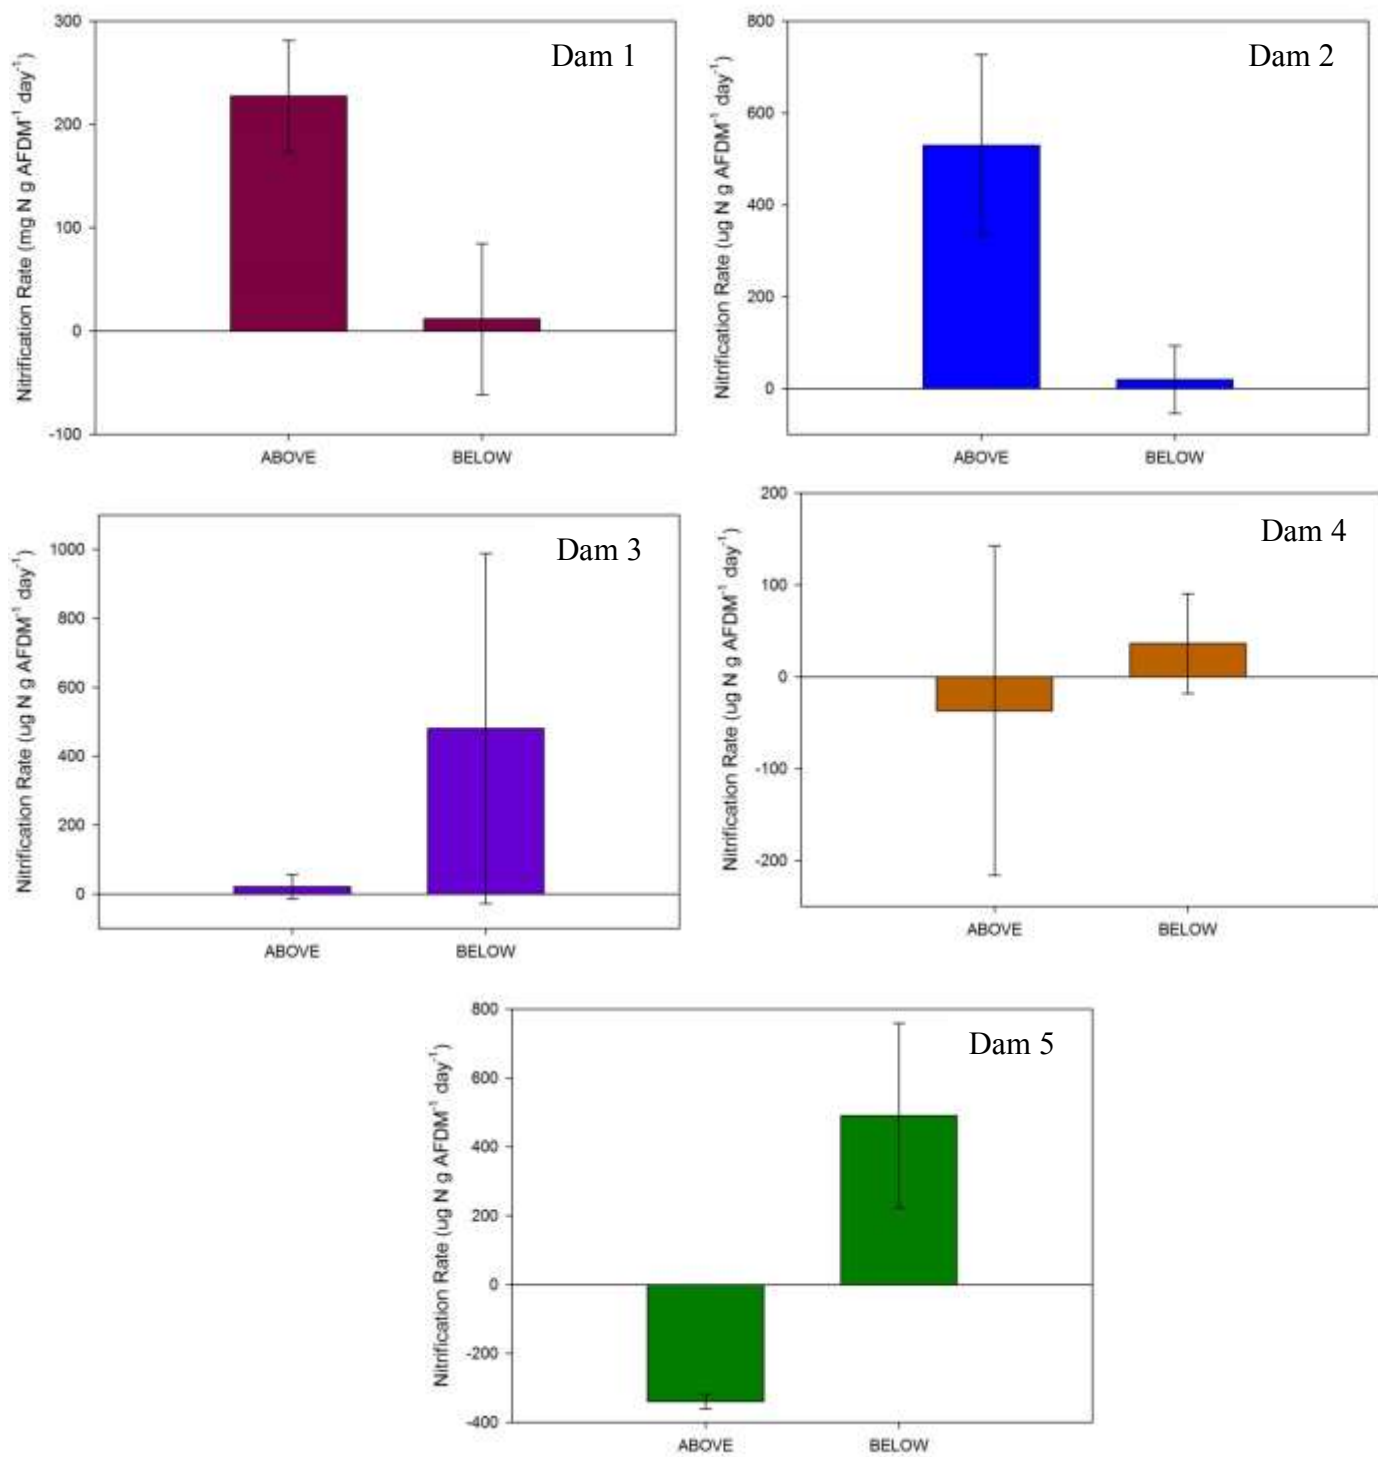 Dam 1
Nitrification Rate (mg N g AFDM⁻¹ day⁻¹)
300
200
100
0
-100
ABOVE
BELOW
Dam 2
Nitrification Rate (ug N g AFDM⁻¹ day⁻¹)
800
600
400
200
0
ABOVE
BELOW
Dam 3
Nitrification Rate (ug N g AFDM⁻¹ day⁻¹)
1000
800
600
400
200
0
ABOVE
BELOW
Dam 4
Nitrification Rate (ug N g AFDM⁻¹ day⁻¹)
200
100
0
-100
-200
ABOVE
BELOW
Dam 5
Nitrification Rate (ug N g AFDM⁻¹ day⁻¹)
800
600
400
200
0
-200
-400
ABOVE
BELOW